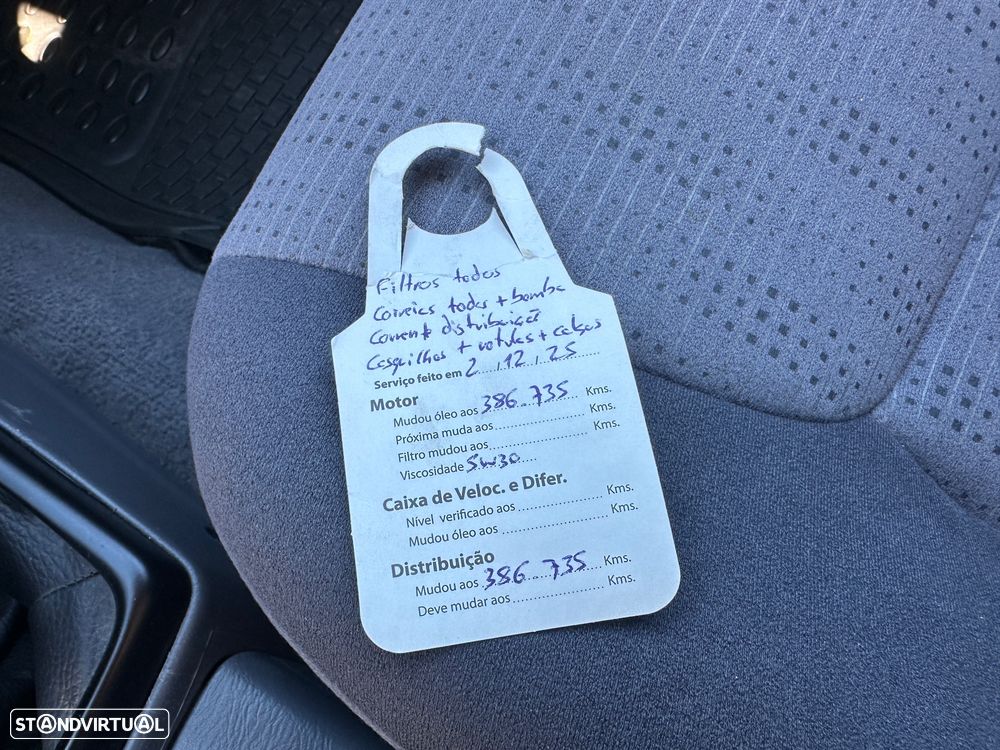 Filtros todos
Correias todas + bomba
Corrente distribuição
Casquilhos + rotulas + calços
Serviço feito em 2 . 12 . 25
Motor
Mudou óleo aos 386.735 Kms.
Próxima muda aos Kms.
Filtro mudou aos Kms.
Viscosidade 5W30
Caixa de Veloc. e Difer.
Nível verificado aos Kms.
Mudou óleo aos Kms.
Distribuição
Mudou aos 386.735 Kms.
Deve mudar aos Kms.
STANDVIRTUAL